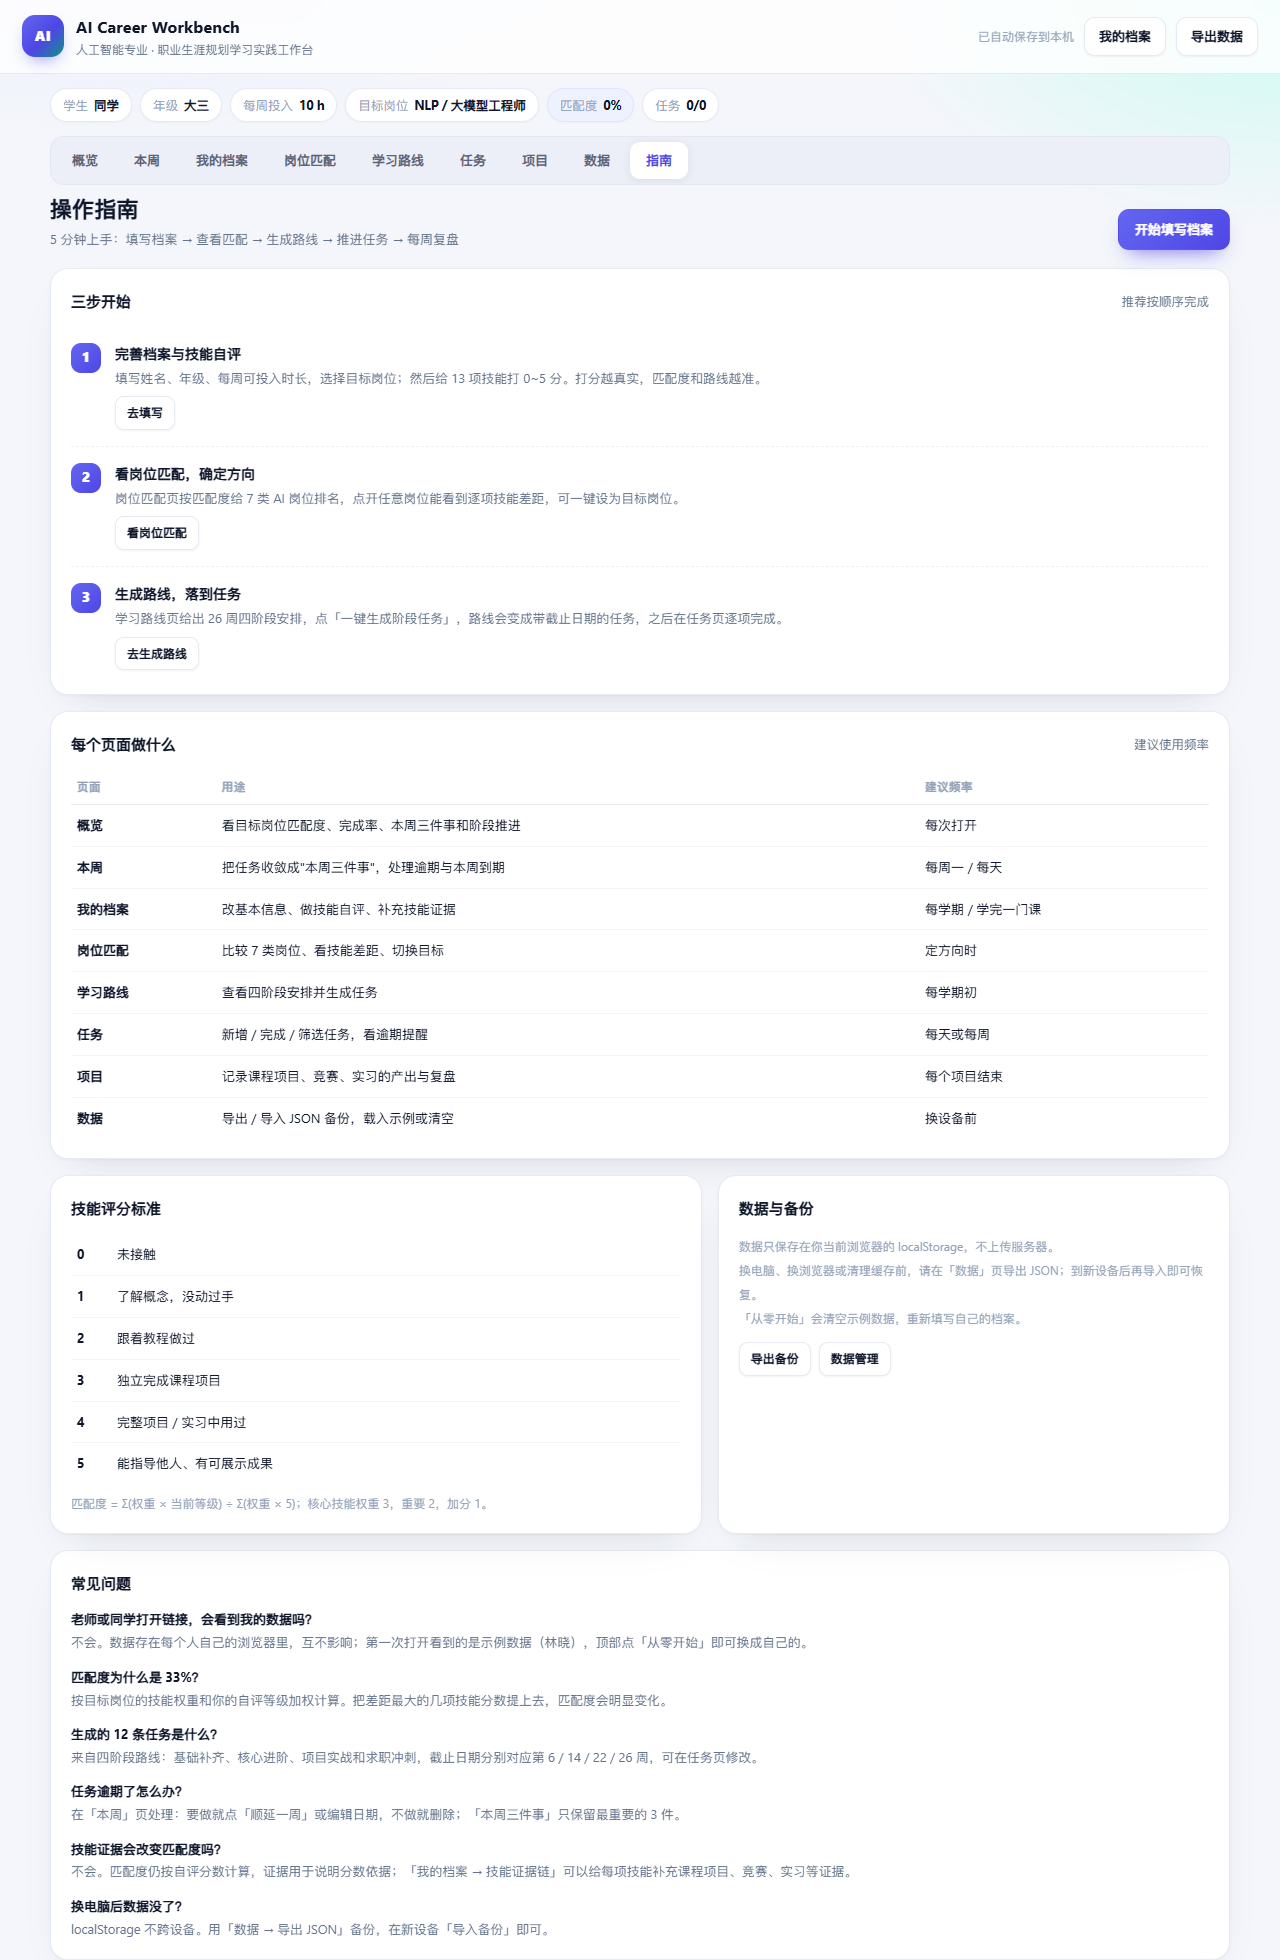 AI
AI Career Workbench
人工智能专业 · 职业生涯规划学习实践工作台
已自动保存到本机
我的档案
导出数据
学生 同学
年级 大三
每周投入 10 h
目标岗位 NLP / 大模型工程师
匹配度 0%
任务 0/0
概览
本周
我的档案
岗位匹配
学习路线
任务
项目
数据
指南
操作指南
5 分钟上手：填写档案 → 查看匹配 → 生成路线 → 推进任务 → 每周复盘
开始填写档案
三步开始
推荐按顺序完成
1
完善档案与技能自评
填写姓名、年级、每周可投入时长，选择目标岗位；然后给 13 项技能打 0~5 分。打分越真实，匹配度和路线越准。
去填写
2
看岗位匹配，确定方向
岗位匹配页按匹配度给 7 类 AI 岗位排名，点开任意岗位能看到逐项技能差距，可一键设为目标岗位。
看岗位匹配
3
生成路线，落到任务
学习路线页给出 26 周四阶段安排，点「一键生成阶段任务」，路线会变成带截止日期的任务，之后在任务页逐项完成。
去生成路线
每个页面做什么
建议使用频率
页面 用途 建议频率
概览 看目标岗位匹配度、完成率、本周三件事和阶段推进 每次打开
本周 把任务收敛成"本周三件事"，处理逾期与本周到期 每周一 / 每天
我的档案 改基本信息、做技能自评、补充技能证据 每学期 / 学完一门课
岗位匹配 比较 7 类岗位、看技能差距、切换目标 定方向时
学习路线 查看四阶段安排并生成任务 每学期初
任务 新增 / 完成 / 筛选任务，看逾期提醒 每天或每周
项目 记录课程项目、竞赛、实习的产出与复盘 每个项目结束
数据 导出 / 导入 JSON 备份，载入示例或清空 换设备前
技能评分标准
0 未接触
1 了解概念，没动过手
2 跟着教程做过
3 独立完成课程项目
4 完整项目 / 实习中用过
5 能指导他人、有可展示成果
匹配度 = Σ(权重 × 当前等级) ÷ Σ(权重 × 5)；核心技能权重 3，重要 2，加分 1。
数据与备份
数据只保存在你当前浏览器的 localStorage，不上传服务器。
换电脑、换浏览器或清理缓存前，请在「数据」页导出 JSON；到新设备后再导入即可恢
复。
「从零开始」会清空示例数据，重新填写自己的档案。
导出备份
数据管理
常见问题
老师或同学打开链接，会看到我的数据吗？
不会。数据存在每个人自己的浏览器里，互不影响；第一次打开看到的是示例数据（林晓），顶部点「从零开始」即可换成自己的。
匹配度为什么是 33%？
按目标岗位的技能权重和你的自评等级加权计算。把差距最大的几项技能分数提上去，匹配度会明显变化。
生成的 12 条任务是什么？
来自四阶段路线：基础补齐、核心进阶、项目实战和求职冲刺，截止日期分别对应第 6 / 14 / 22 / 26 周，可在任务页修改。
任务逾期了怎么办？
在「本周」页处理：要做就点「顺延一周」或编辑日期，不做就删除；「本周三件事」只保留最重要的 3 件。
技能证据会改变匹配度吗？
不会。匹配度仍按自评分数计算，证据用于说明分数依据；「我的档案 → 技能证据链」可以给每项技能补充课程项目、竞赛、实习等证据。
换电脑后数据没了？
localStorage 不跨设备。用「数据 → 导出 JSON」备份，在新设备「导入备份」即可。